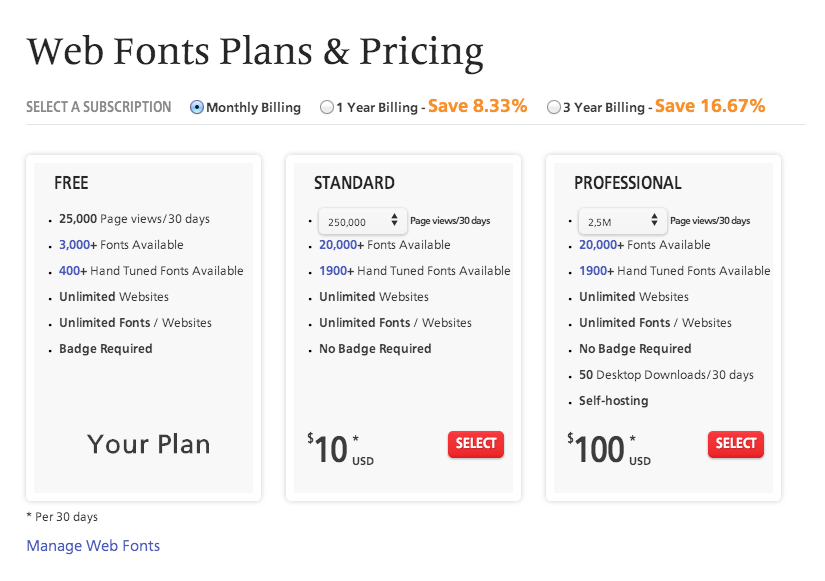 Web Fonts Plans & Pricing
SELECT A SUBSCRIPTION Monthly Billing 1 Year Billing - Save 8.33% 3 Year Billing - Save 16.67%
FREE
• 25,000 Page views/30 days
• 3,000+ Fonts Available
• 400+ Hand Tuned Fonts Available
• Unlimited Websites
• Unlimited Fonts / Websites
• Badge Required
Your Plan
STANDARD
• 250,000 Page views/30 days
• 20,000+ Fonts Available
• 1900+ Hand Tuned Fonts Available
• Unlimited Websites
• Unlimited Fonts / Websites
• No Badge Required
$10 * USD SELECT
PROFESSIONAL
• 2,5M Page views/30 days
• 20,000+ Fonts Available
• 1900+ Hand Tuned Fonts Available
• Unlimited Websites
• Unlimited Fonts / Websites
• No Badge Required
• 50 Desktop Downloads/30 days
• Self-hosting
$100 * USD SELECT
* Per 30 days
Manage Web Fonts